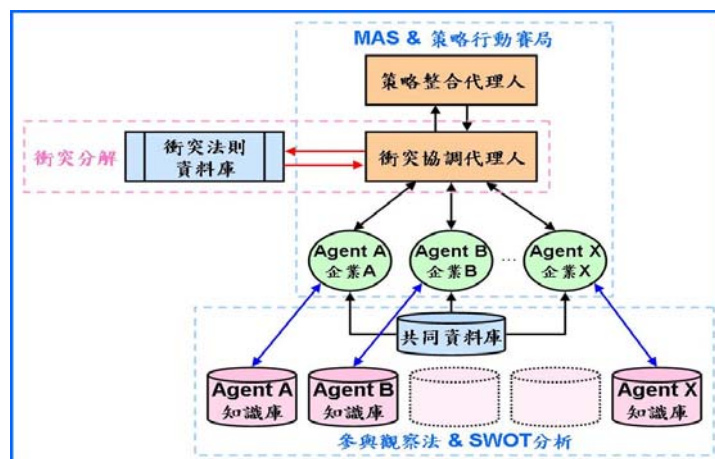 MAS & 策略行動賽局
策略整合代理人
衝突分解
衝突法則
資料庫
衝突協調代理人
Agent A
企業A
Agent B
企業B
...
Agent X
企業X
共同資料庫
Agent A
知識庫
Agent B
知識庫
Agent X
知識庫
參與觀察法 & SWOT分析